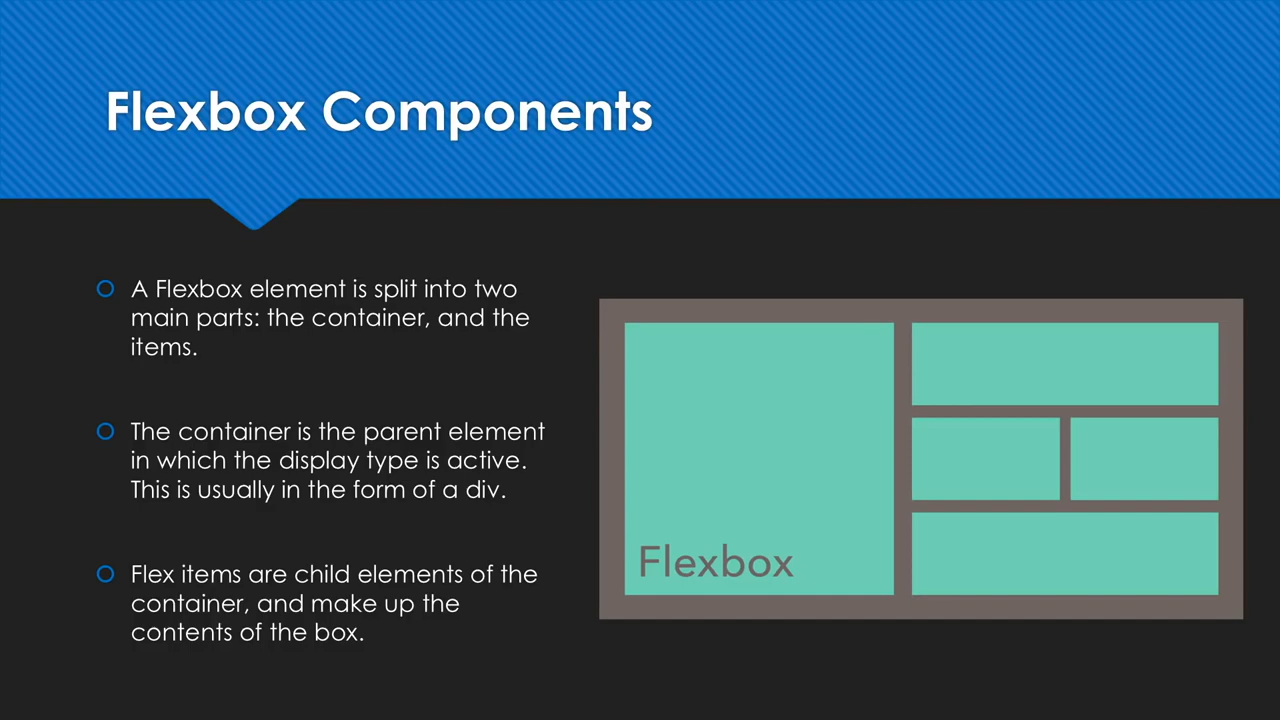 Flexbox Components
A Flexbox element is split into two
main parts: the container, and the
items.
The container is the parent element
in which the display type is active.
This is usually in the form of a div.
Flex items are child elements of the
container, and make up the
contents of the box.
Flexbox